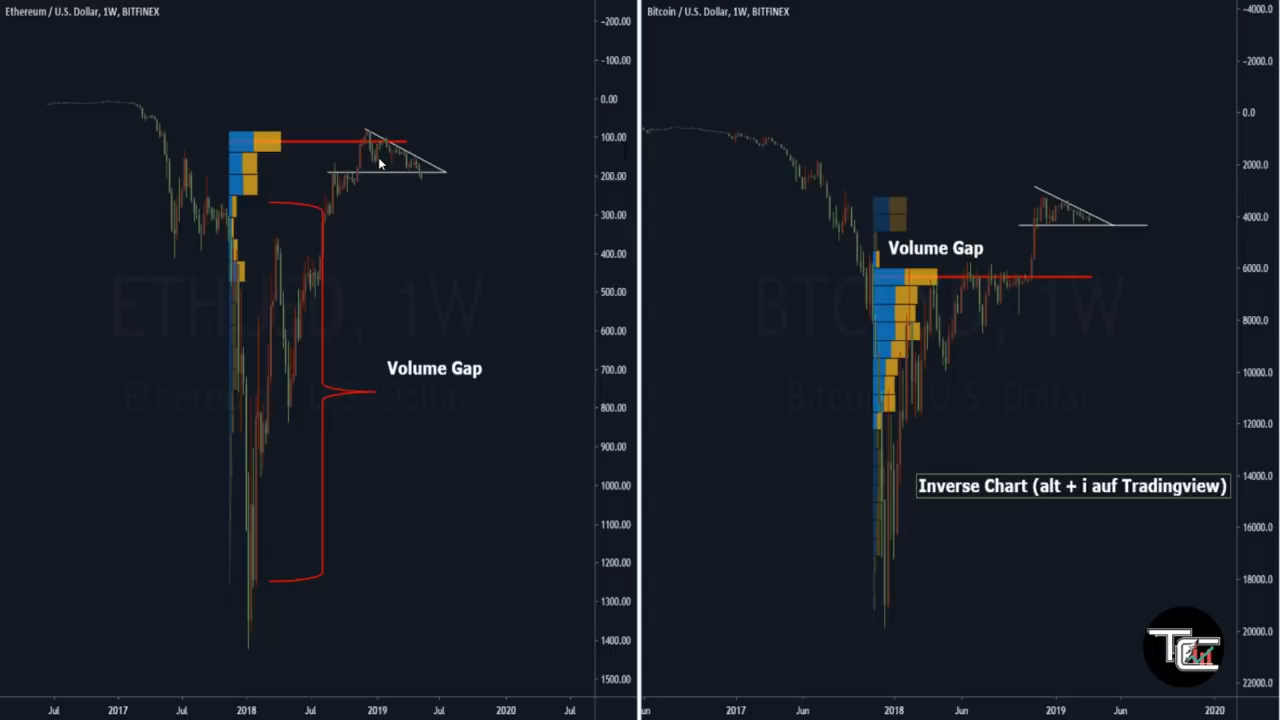 Ethereum / U.S. Dollar, 1W, BITFINEX
-200.00
-100.00
0.00
100.00
200.00
300.00
400.00
500.00
600.00
700.00
800.00
900.00
1000.00
1100.00
1200.00
1300.00
1400.00
1500.00
Volume Gap
Jul
2017
Jul
2018
Jul
2019
Jul
2020
Jul
Bitcoin / U.S. Dollar, 1W, BITFINEX
-4000.0
-2000.0
0.0
2000.0
4000.0
6000.0
8000.0
10000.0
12000.0
14000.0
16000.0
18000.0
20000.0
22000.0
Volume Gap
1W
Inverse Chart (alt + i auf Tradingview)
TC
2017
Jun
2018
Jun
2019
Jun
2020